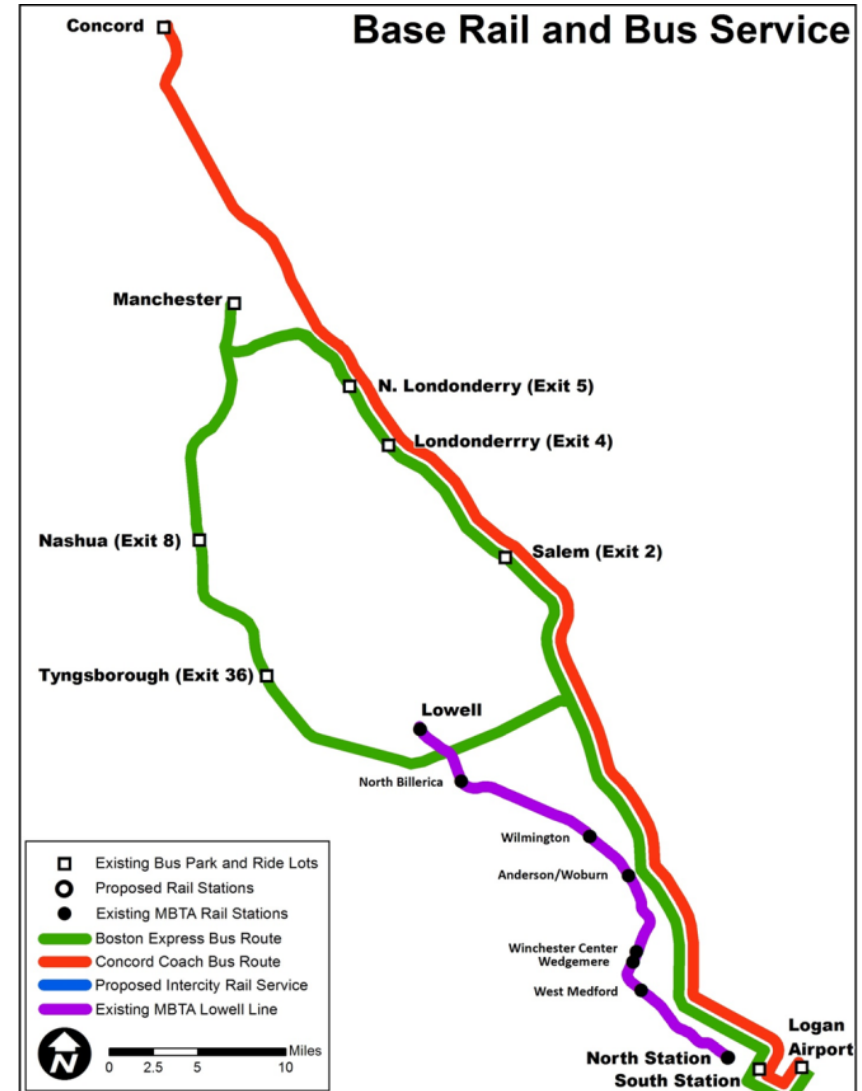 Base Rail and Bus Service
Concord
Manchester
N. Londonderry (Exit 5)
Londonderrry (Exit 4)
Nashua (Exit 8)
Salem (Exit 2)
Tyngsborough (Exit 36)
Lowell
North Billerica
Wilmington
Anderson/Woburn
Winchester Center
Wedgemere
West Medford
Logan
Airport
North Station
South Station
Existing Bus Park and Ride Lots
Proposed Rail Stations
Existing MBTA Rail Stations
Boston Express Bus Route
Concord Coach Bus Route
Proposed Intercity Rail Service
Existing MBTA Lowell Line
N
Miles
0 2.5 5 10